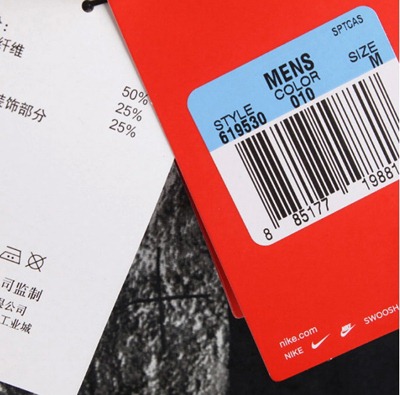 纤维
50%
装饰部分 25%
25%
司监制
限公司
工业城
SPTCAS
MENS
SIZE
STYLE COLOR M
619530 010
8 85177 19881
nike.com
NIKE SWOOSH